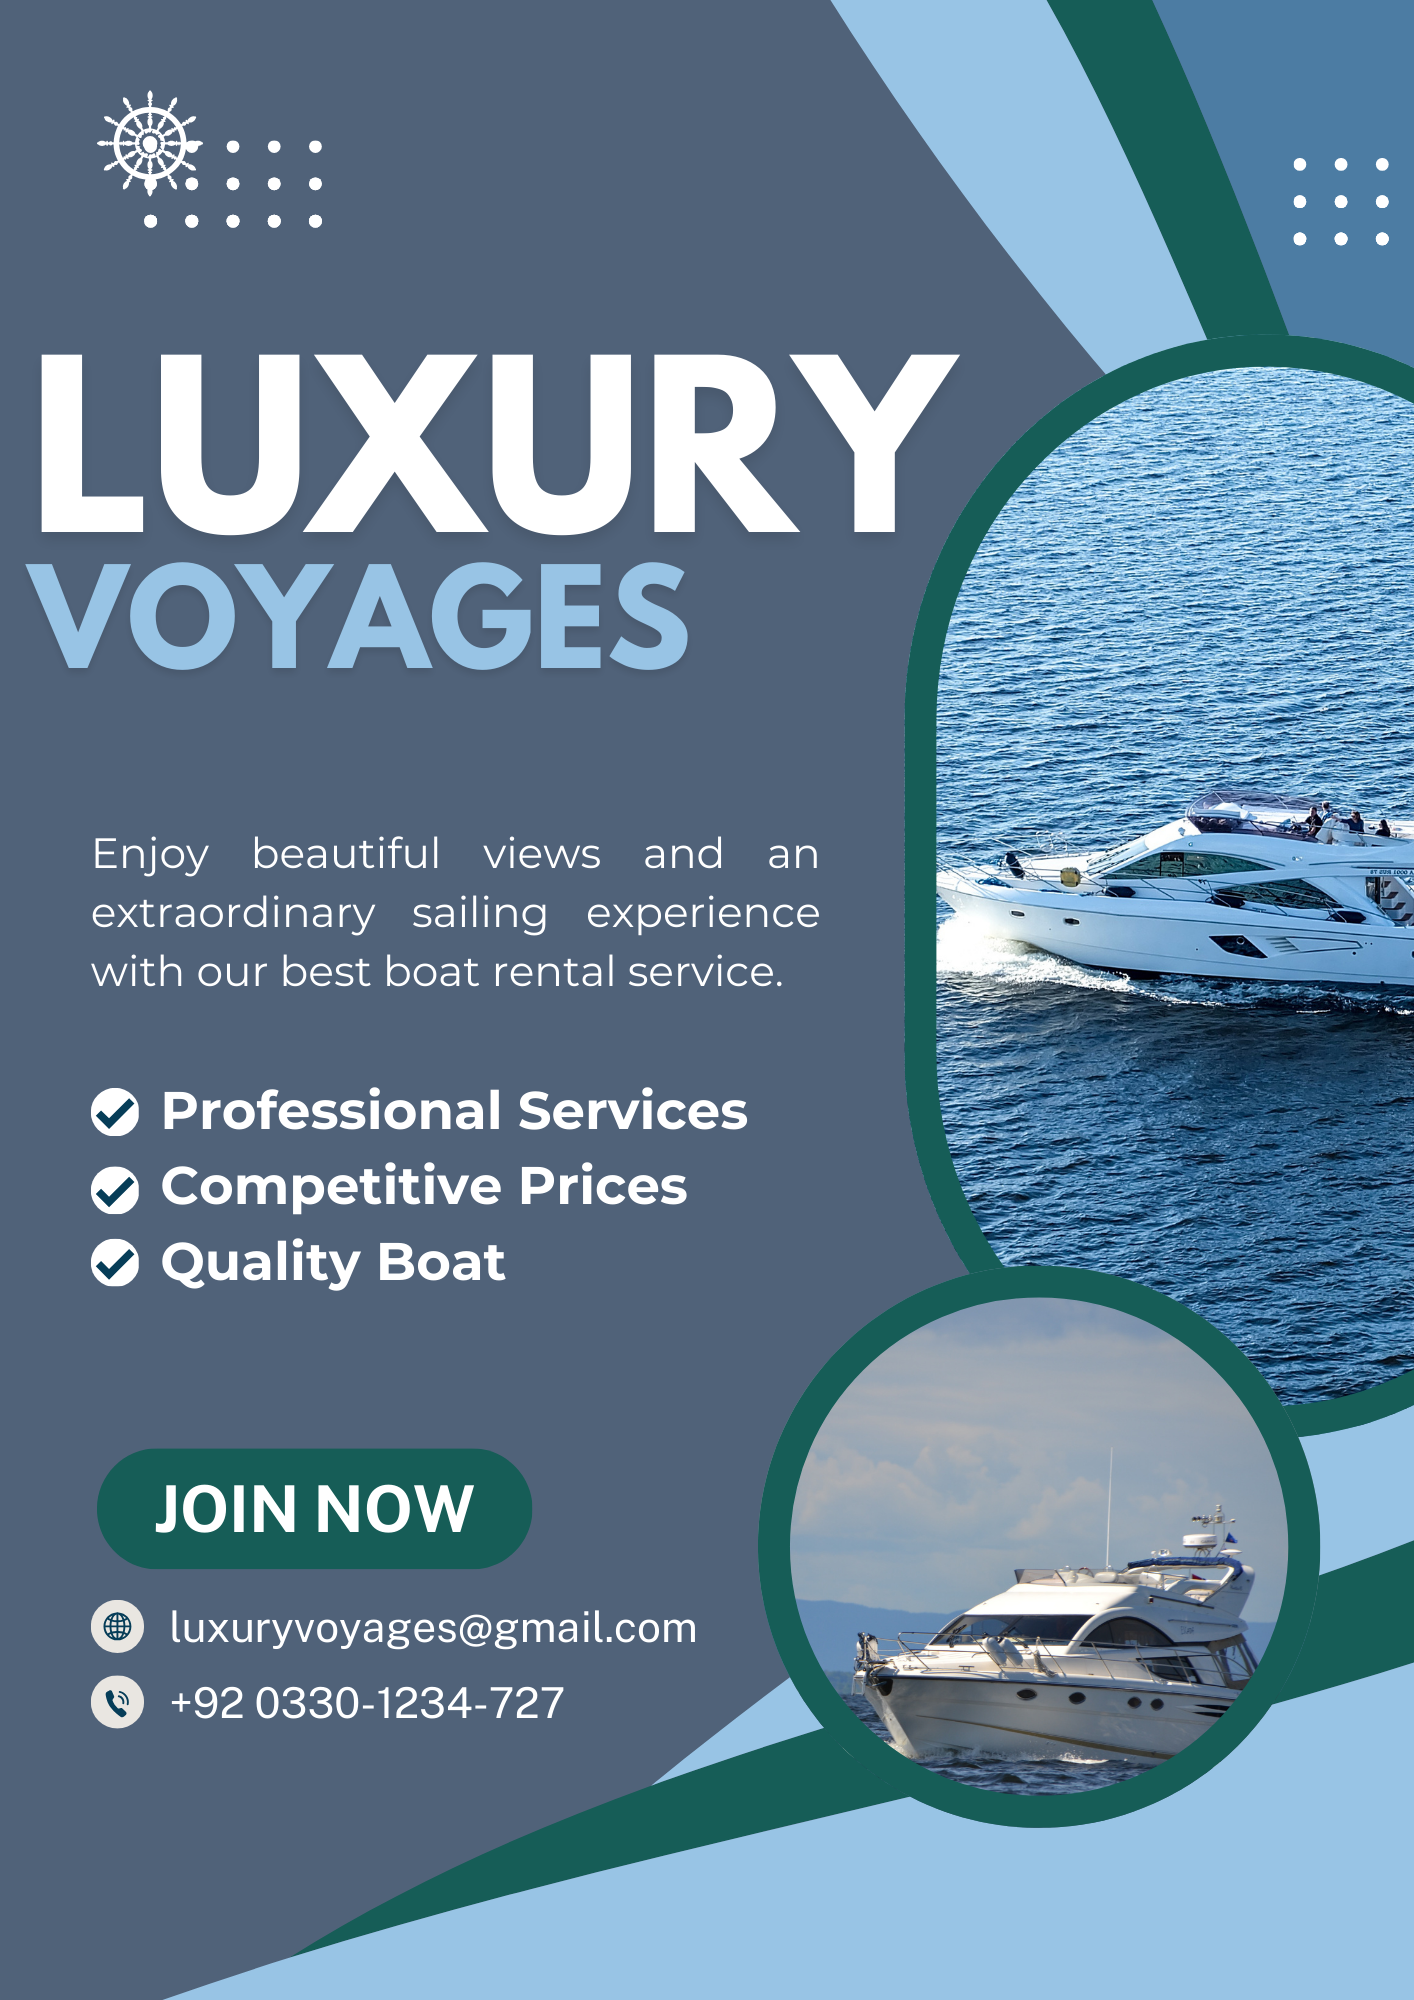 LUXURY
VOYAGES
Enjoy beautiful views and an
extraordinary sailing experience
with our best boat rental service.
Professional Services
Competitive Prices
Quality Boat
JOIN NOW
luxuryvoyages@gmail.com
+92 0330-1234-727